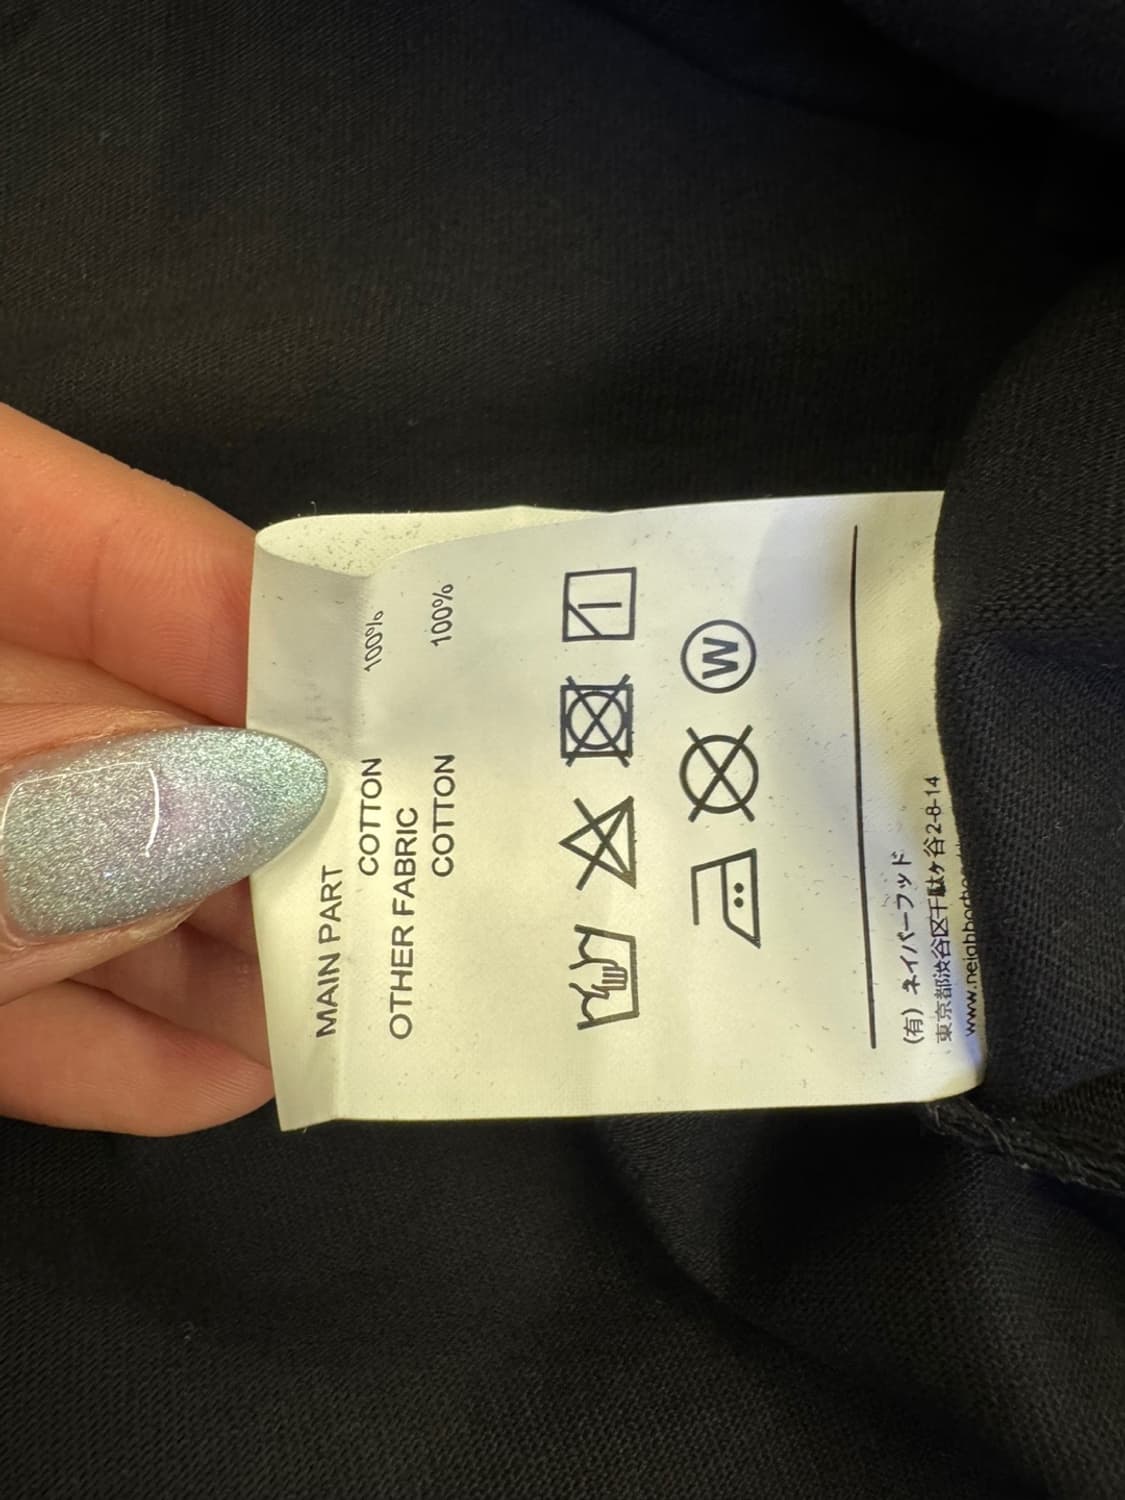 MAIN PART
COTTON 100%
OTHER FABRIC
COTTON 100%
W
(有) ネイバーフッド
東京都渋谷区千駄ヶ谷2-8-14